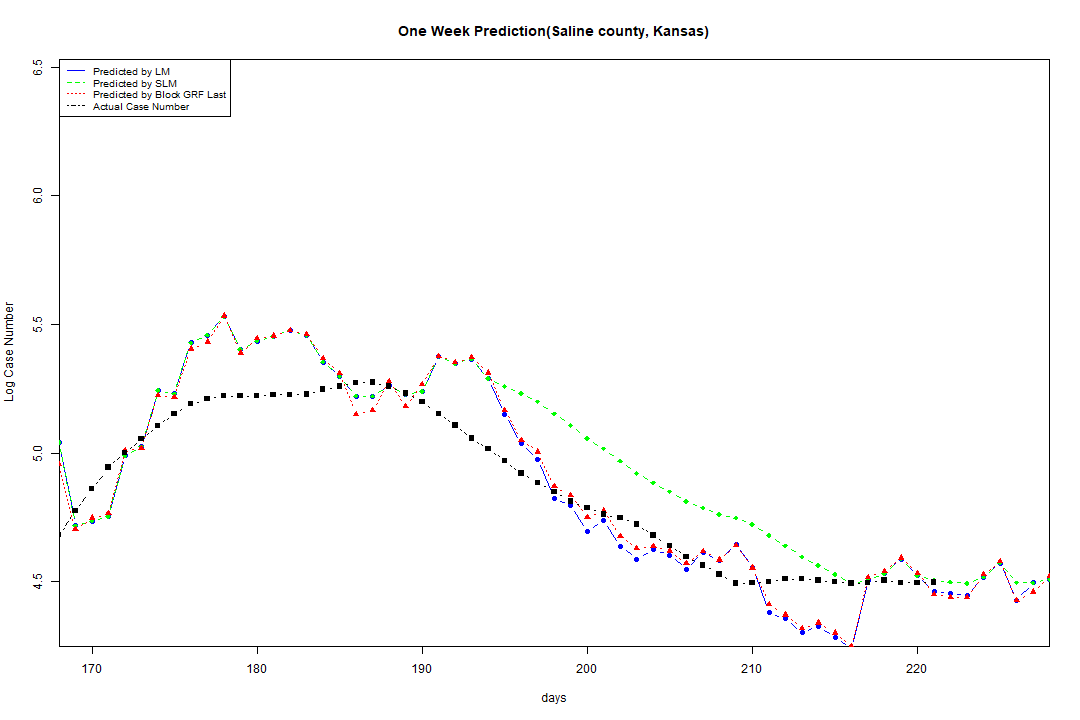 One Week Prediction(Saline county, Kansas)
Predicted by LM
Predicted by SLM
Predicted by Block GRF Last
Actual Case Number
6.5
6.0
5.5
5.0
4.5
Log Case Number
170 180 190 200 210 220
days